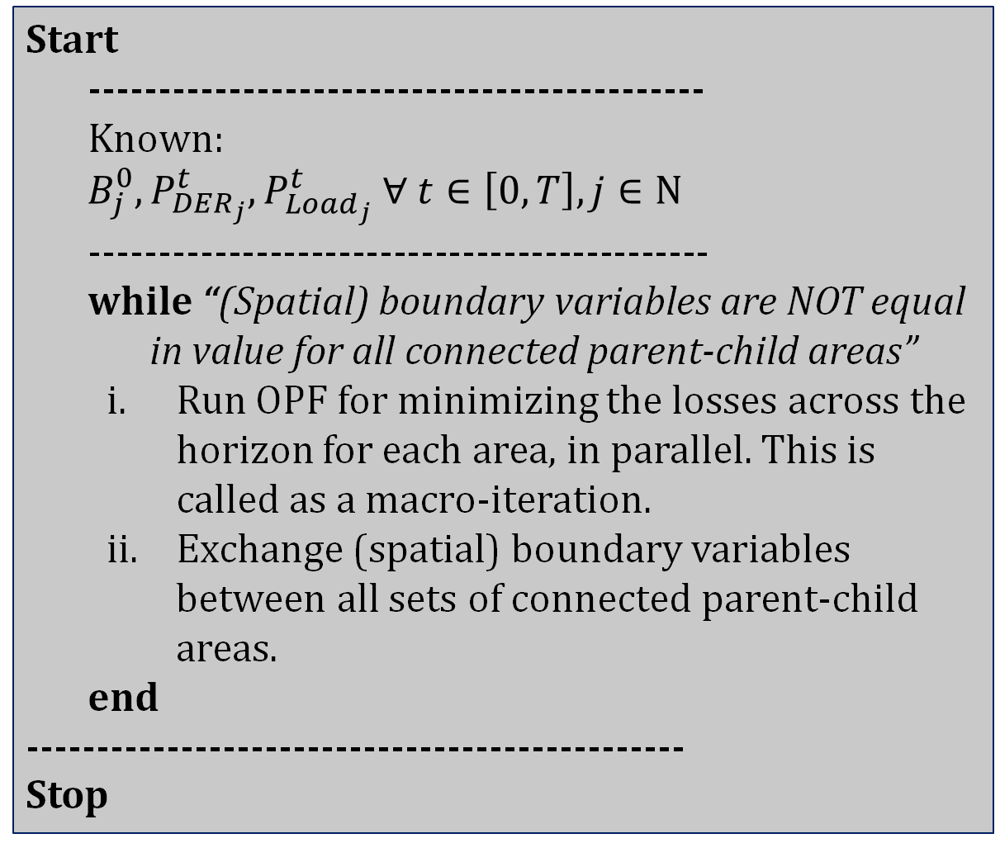 Start
--------------------------------------------
Known:
$B_j^0, P_{DER_j}^t, P_{Load_j}^t \ \forall \ t \in [0, T], j \in \mathrm{N}$
--------------------------------------------
while “(Spatial) boundary variables are NOT equal
in value for all connected parent-child areas”
i. Run OPF for minimizing the losses across the
horizon for each area, in parallel. This is
called as a macro-iteration.
ii. Exchange (spatial) boundary variables
between all sets of connected parent-child
areas.
end
-----------------------------------------------
Stop